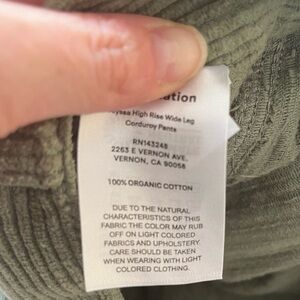 High Rise Wide Leg
Corduroy Pants
RN143248
2263 E VERNON AVE.
VERNON, CA 90058
100% ORGANIC COTTON
DUE TO THE NATURAL
CHARACTERISTICS OF THIS
FABRIC THE COLOR MAY RUB
OFF ON LIGHT COLORED
FABRICS AND UPHOLSTERY.
CARE SHOULD BE TAKEN
WHEN WEARING WITH LIGHT
COLORED CLOTHING.